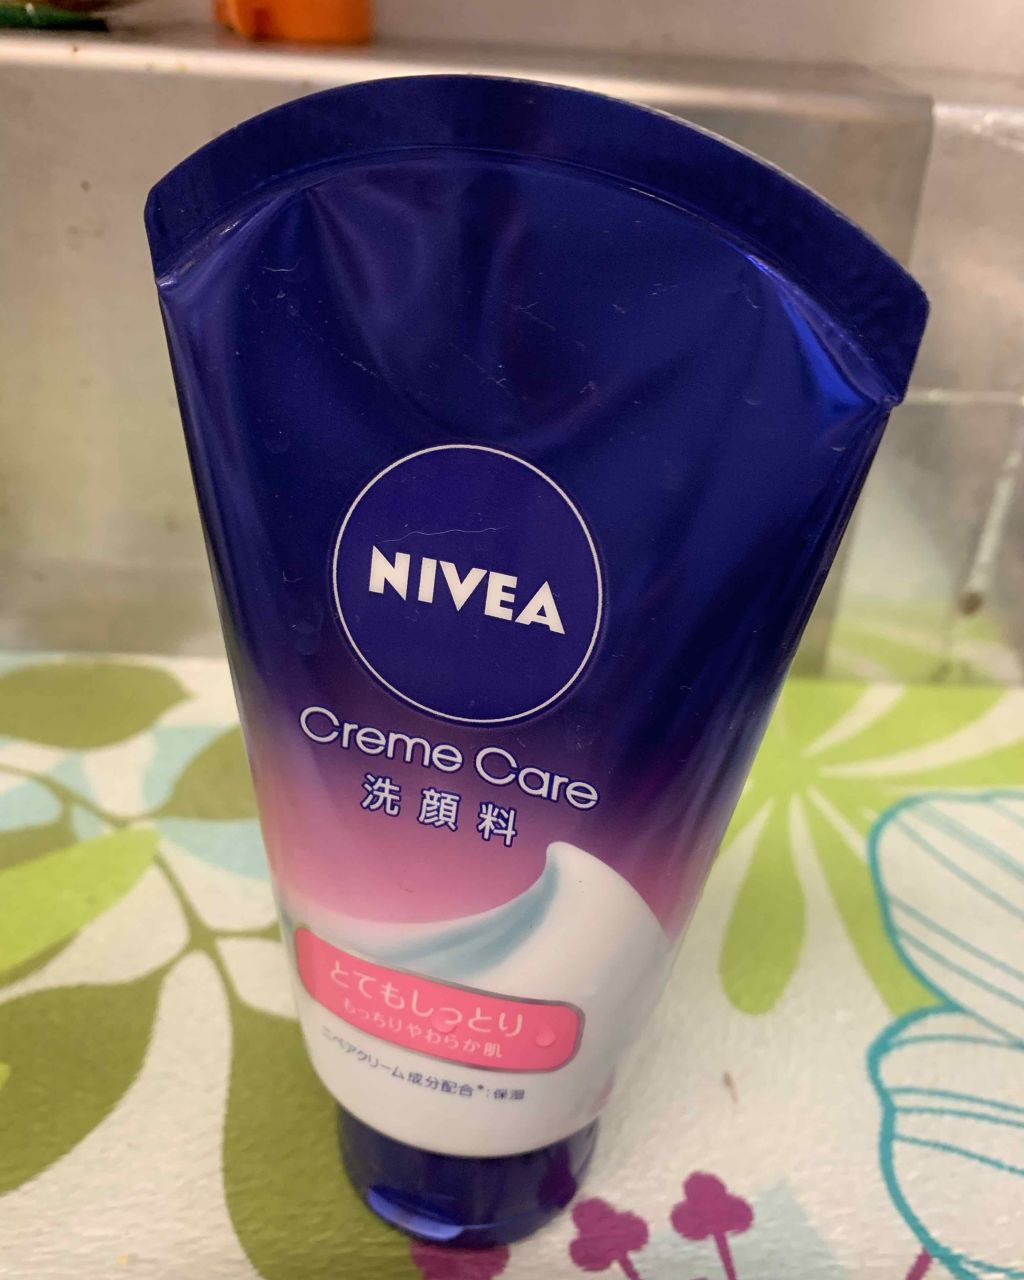 NIVEA
Creme Care
洗顔料
とてもしっとり
もっちりやわらか肌
ニベアクリーム成分配合*:保湿